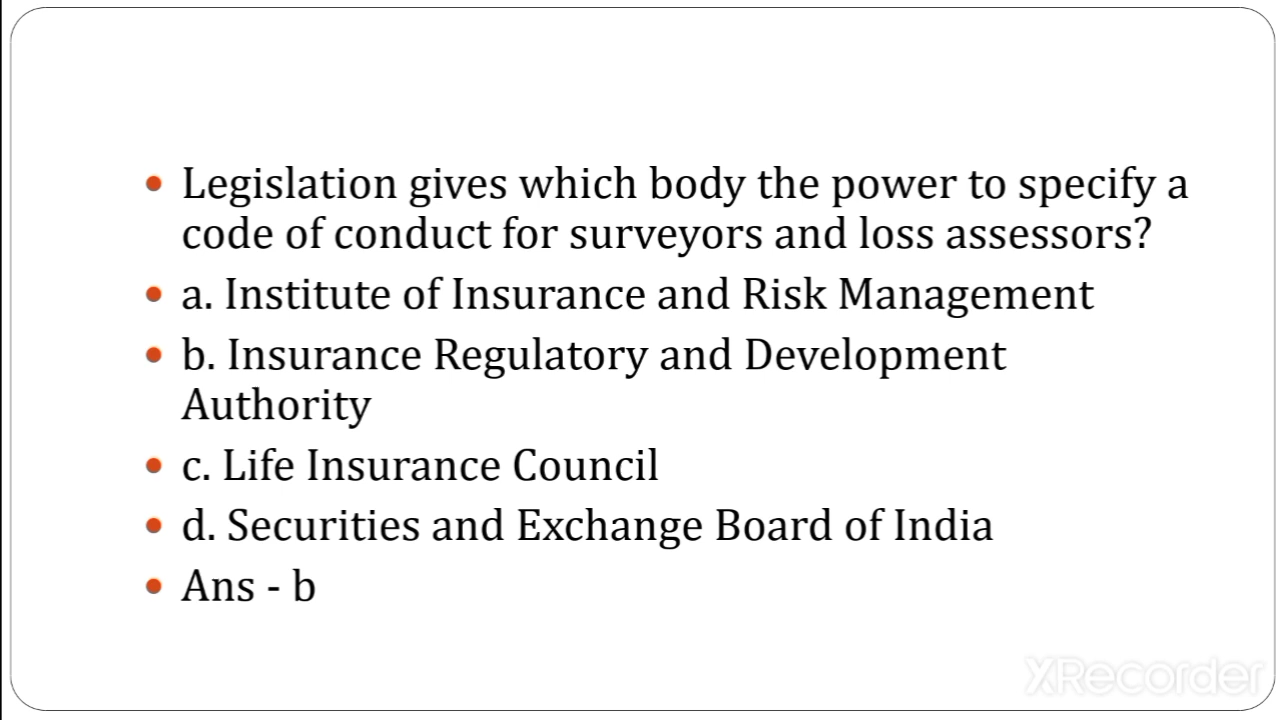 • Legislation gives which body the power to specify a
code of conduct for surveyors and loss assessors?
• a. Institute of Insurance and Risk Management
• b. Insurance Regulatory and Development
Authority
• c. Life Insurance Council
• d. Securities and Exchange Board of India
• Ans - b
XRecorder